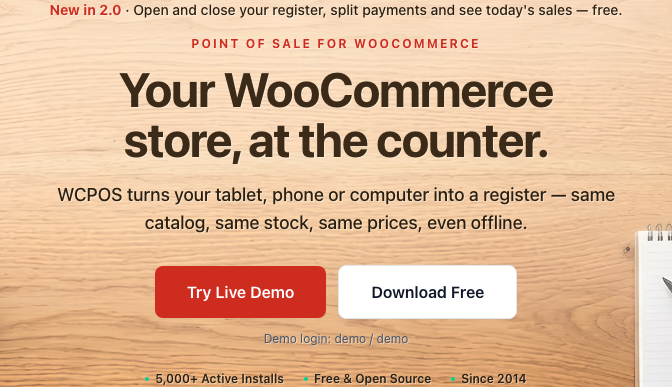 New in 2.0 · Open and close your register, split payments and see today's sales — free.
POINT OF SALE FOR WOOCOMMERCE
Your WooCommerce
store, at the counter.
WCPOS turns your tablet, phone or computer into a register — same
catalog, same stock, same prices, even offline.
Try Live Demo Download Free
Demo login: demo / demo
• 5,000+ Active Installs • Free & Open Source • Since 2014